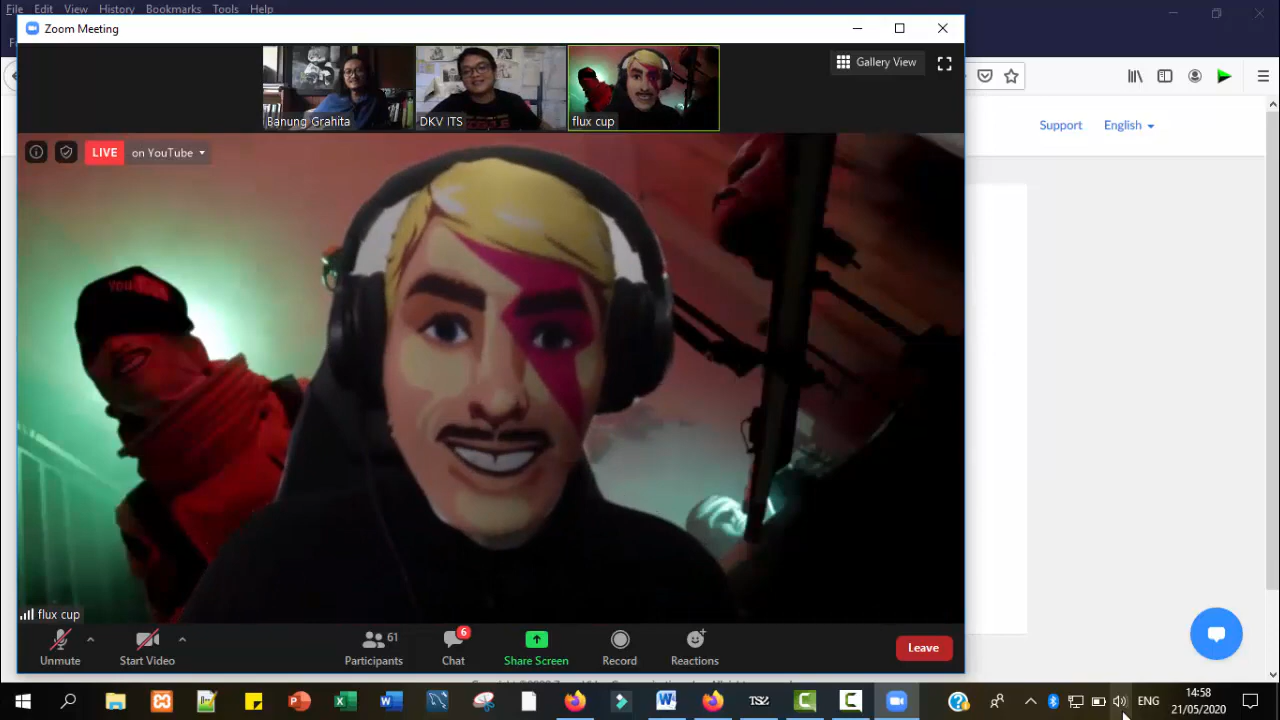 File Edit View History Bookmarks Tools Help
Zoom Meeting
Gallery View
Banung Grahita
DKV ITS
flux cup
LIVE on YouTube
Support
English
YOU
flux cup
61
6
Unmute
Start Video
Participants
Chat
Share Screen
Record
Reactions
Leave
14:58
ENG
21/05/2020